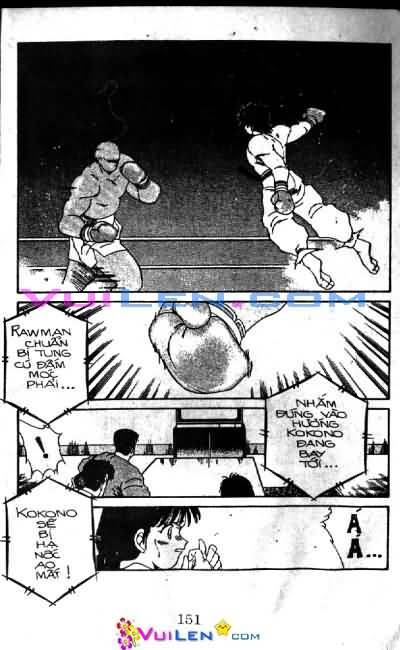 VUILEN.COM
RAWMAN
CHUẨN
BỊ TUNG
CÚ ĐẤM
MÓC
PHẢI...
NHẮM
ĐÚNG VÀO
HƯỚNG
KOKONO
ĐANG
BAY
TỚI...
!
KOKONO
SẼ
BỊ
HẠ
NỐC
AO
MẤT!
Á
Á...
151
VUILEN.COM